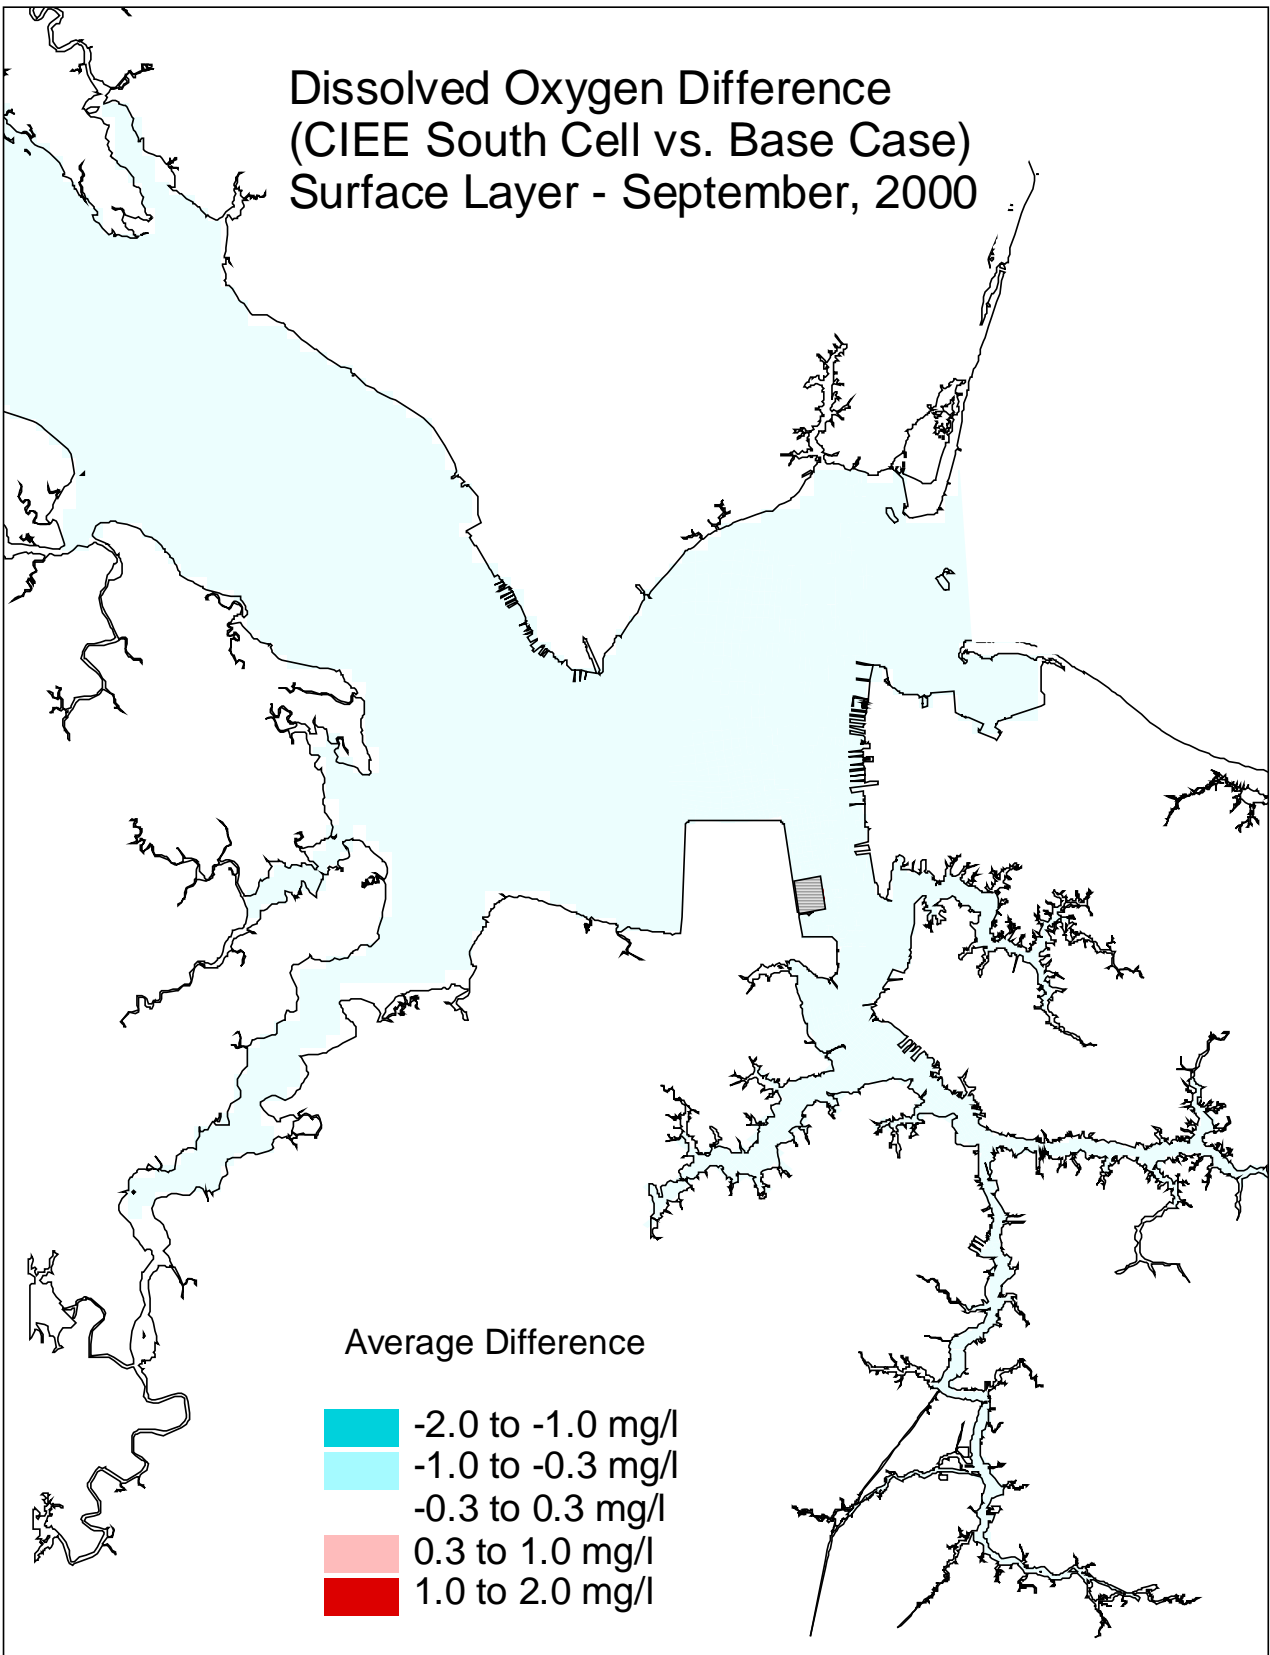 Dissolved Oxygen Difference
(CIEE South Cell vs. Base Case)
Surface Layer - September, 2000
Average Difference
-2.0 to -1.0 mg/l
-1.0 to -0.3 mg/l
-0.3 to 0.3 mg/l
0.3 to 1.0 mg/l
1.0 to 2.0 mg/l